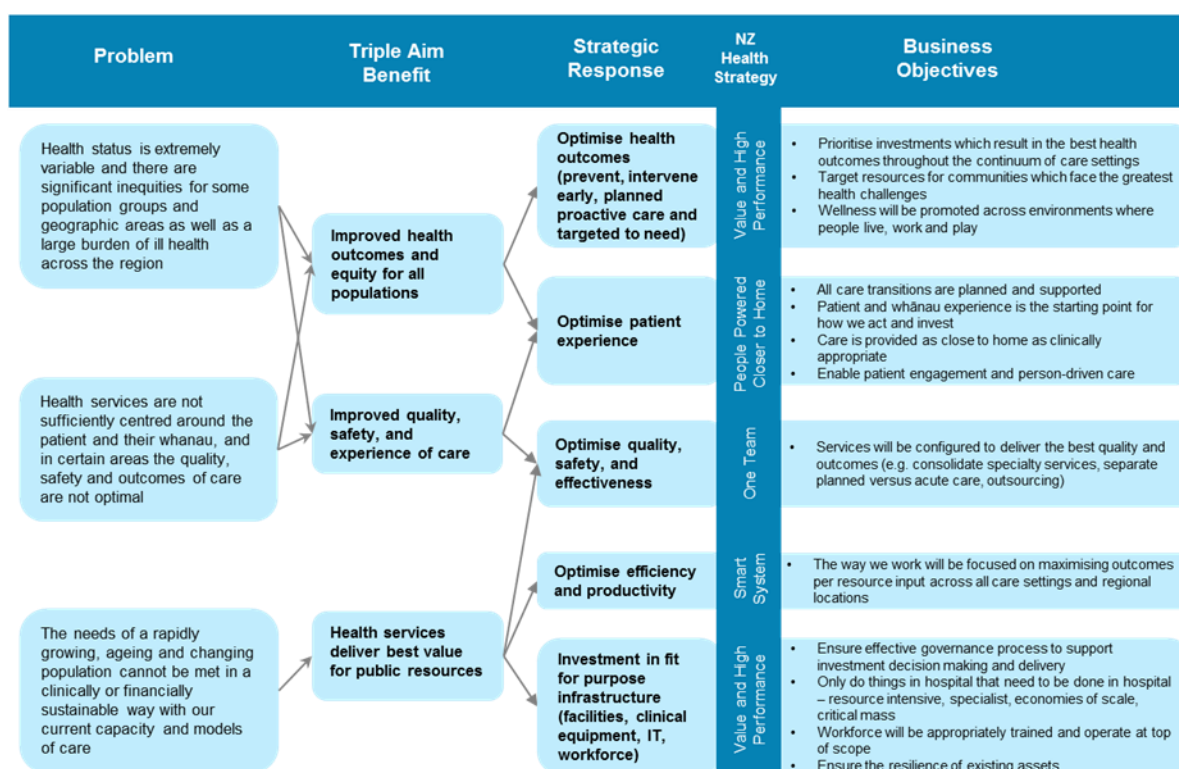 Problem
Triple Aim
Benefit
Strategic
Response
NZ
Health
Strategy
Business
Objectives
Health status is extremely
variable and there are
significant inequities for some
population groups and
geographic areas as well as a
large burden of ill health
across the region
Health services are not
sufficiently centred around the
patient and their whanau, and
in certain areas the quality,
safety and outcomes of care
are not optimal
The needs of a rapidly
growing, ageing and changing
population cannot be met in a
clinically or financially
sustainable way with our
current capacity and models
of care
Improved health
outcomes and
equity for all
populations
Improved quality,
safety, and
experience of care
Health services
deliver best value
for public resources
Optimise health
outcomes
(prevent, intervene
early, planned
proactive care and
targeted to need)
Optimise patient
experience
Optimise quality,
safety, and
effectiveness
Optimise efficiency
and productivity
Investment in fit
for purpose
infrastructure
(facilities, clinical
equipment, IT,
workforce)
Value and High
Performance
People Powered
Closer to Home
One Team
Smart
System
Value and High
Performance
• Prioritise investments which result in the best health
outcomes throughout the continuum of care settings
• Target resources for communities which face the greatest
health challenges
• Wellness will be promoted across environments where
people live, work and play
• All care transitions are planned and supported
• Patient and whānau experience is the starting point for
how we act and invest
• Care is provided as close to home as clinically
appropriate
• Enable patient engagement and person-driven care
• Services will be configured to deliver the best quality and
outcomes (e.g. consolidate specialty services, separate
planned versus acute care, outsourcing)
• The way we work will be focused on maximising outcomes
per resource input across all care settings and regional
locations
• Ensure effective governance process to support
investment decision making and delivery
• Only do things in hospital that need to be done in hospital
– resource intensive, specialist, economies of scale,
critical mass
• Workforce will be appropriately trained and operate at top
of scope
• Ensure the resilience of existing assets